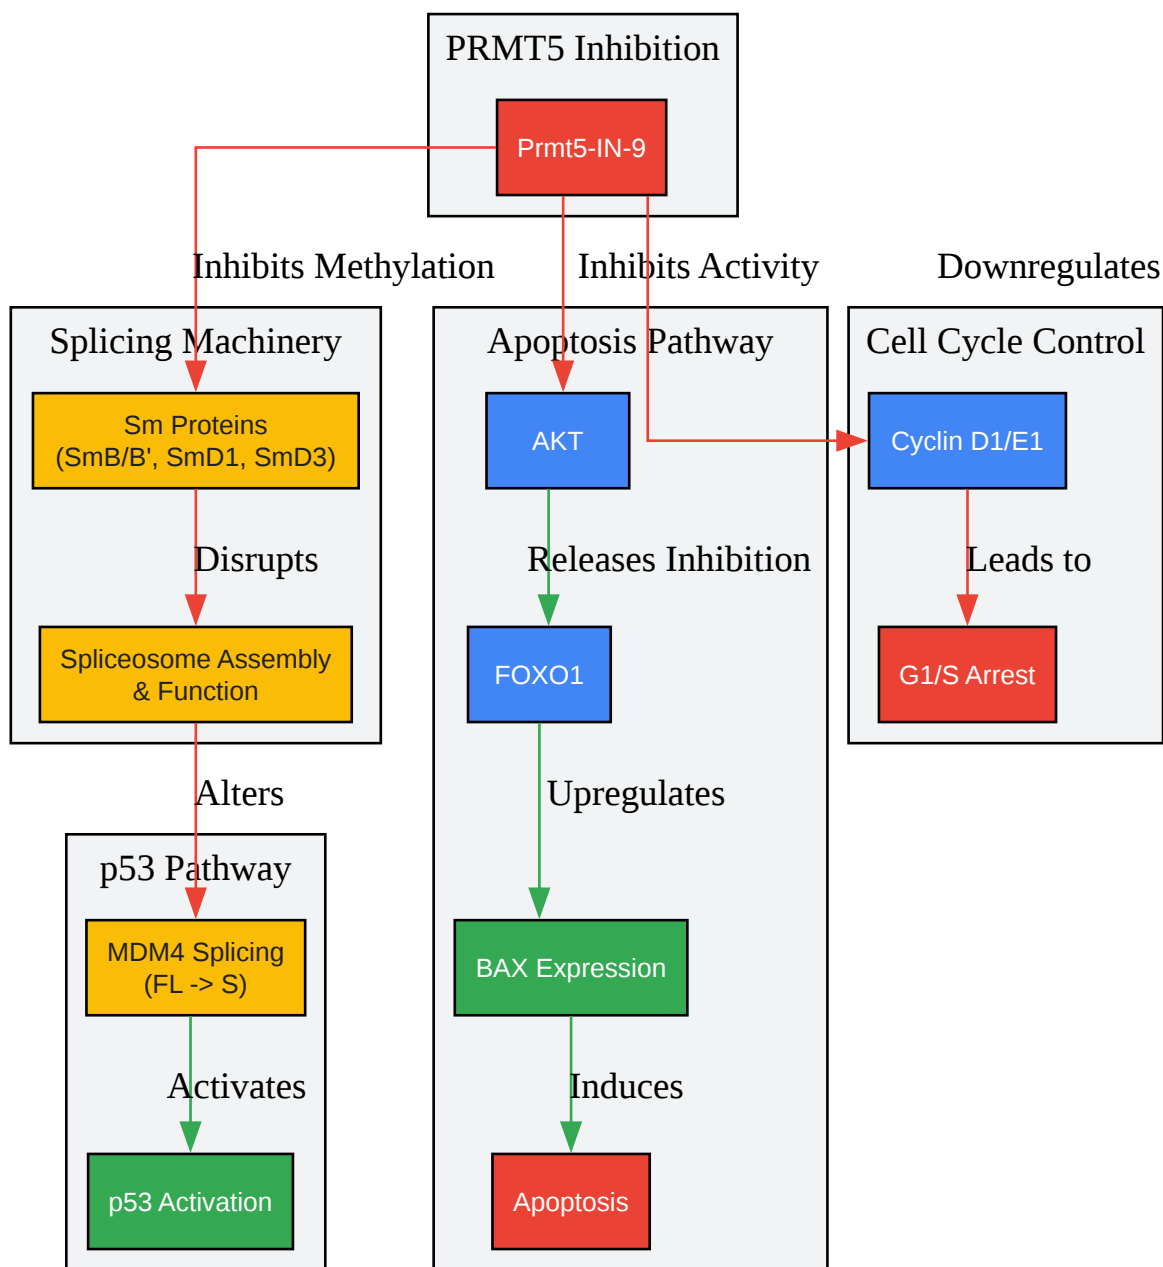 PRMT5 Inhibition
Prmt5-IN-9
Inhibits Methylation
Inhibits Activity
Downregulates
Splicing Machinery
Apoptosis Pathway
Cell Cycle Control
Sm Proteins
(SmB/B', SmD1, SmD3)
AKT
Cyclin D1/E1
Disrupts
Releases Inhibition
Leads to
Spliceosome Assembly
& Function
FOXO1
G1/S Arrest
Alters
Upregulates
p53 Pathway
MDM4 Splicing
(FL -> S)
BAX Expression
Activates
Induces
p53 Activation
Apoptosis